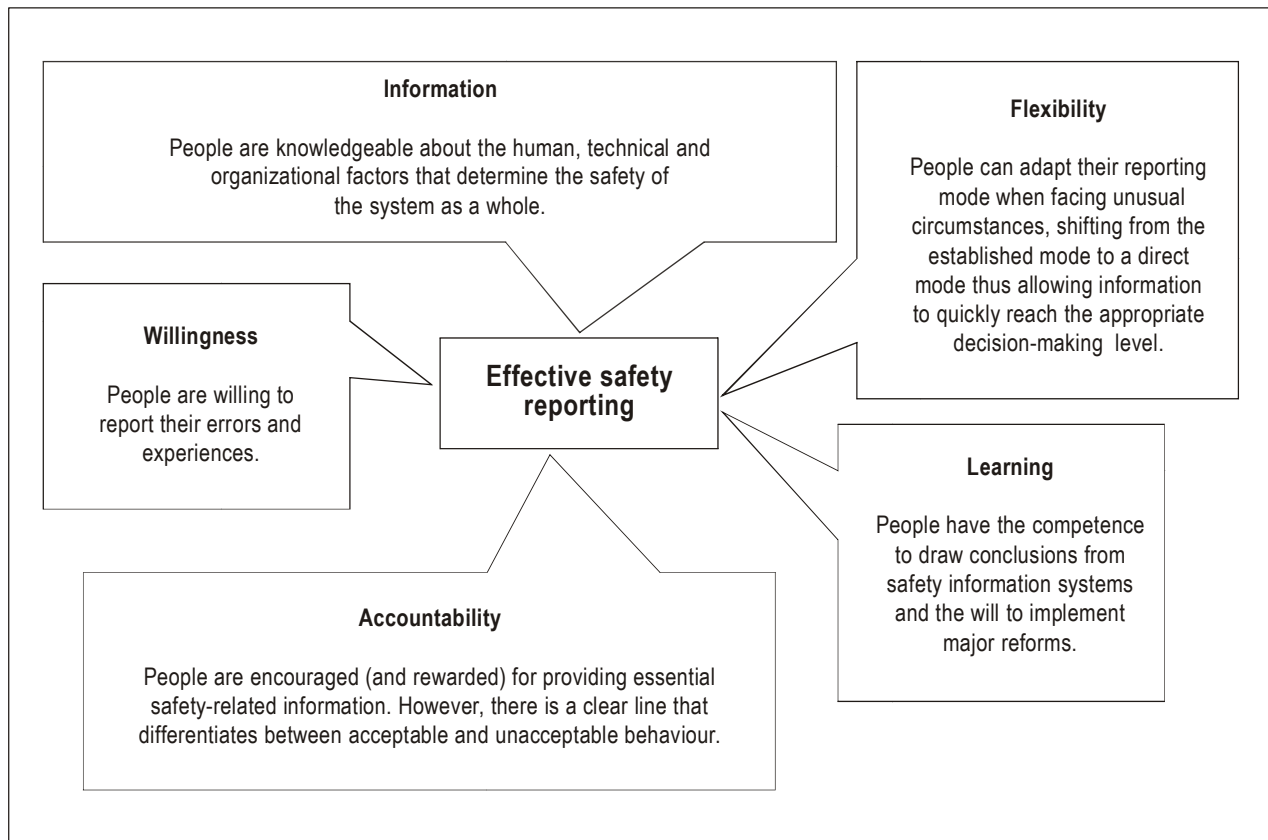 Information
People are knowledgeable about the human, technical and
organizational factors that determine the safety of
the system as a whole.
Flexibility
People can adapt their reporting
mode when facing unusual
circumstances, shifting from the
established mode to a direct
mode thus allowing information
to quickly reach the appropriate
decision-making level.
Willingness
People are willing to
report their errors and
experiences.
Effective safety
reporting
Learning
People have the competence
to draw conclusions from
safety information systems
and the will to implement
major reforms.
Accountability
People are encouraged (and rewarded) for providing essential
safety-related information. However, there is a clear line that
differentiates between acceptable and unacceptable behaviour.